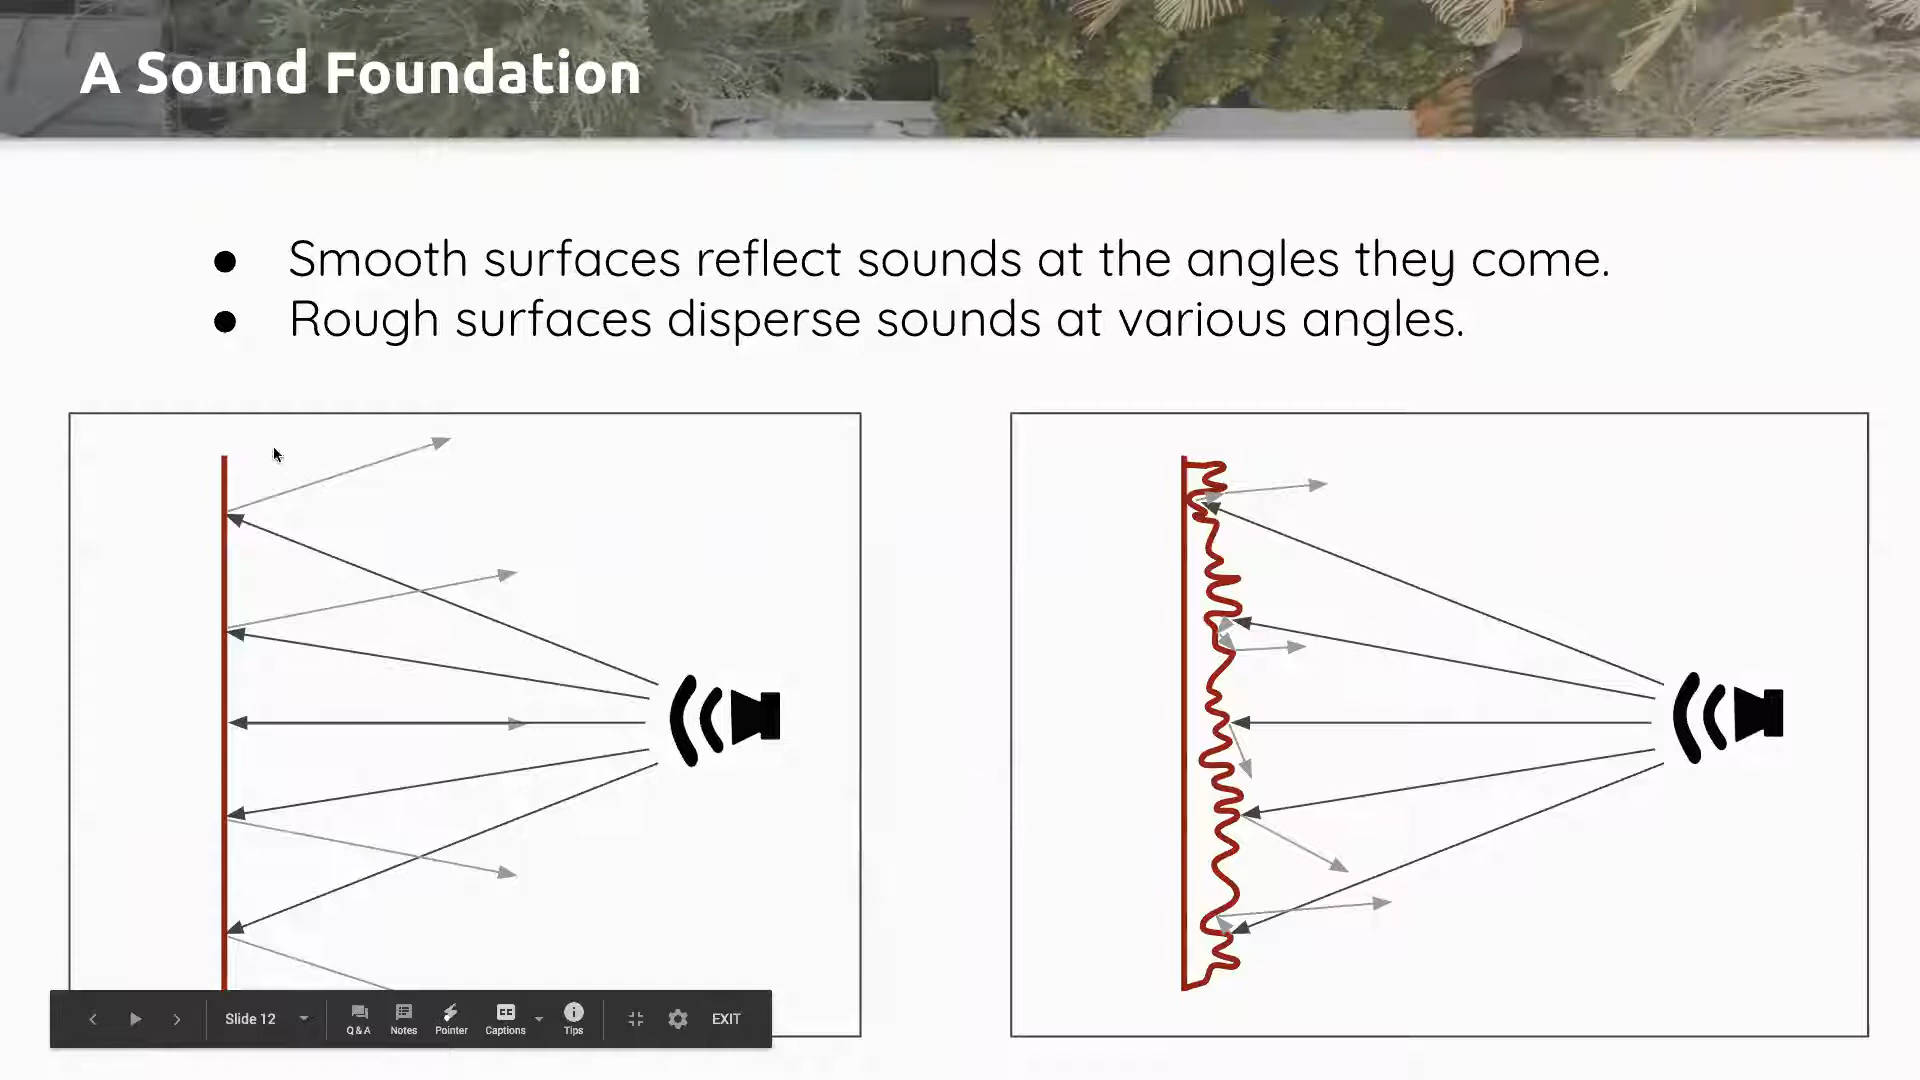 A Sound Foundation
● Smooth surfaces reflect sounds at the angles they come.
● Rough surfaces disperse sounds at various angles.
Slide 12
Q&A
Notes
Pointer
CC
Captions
Tips
EXIT